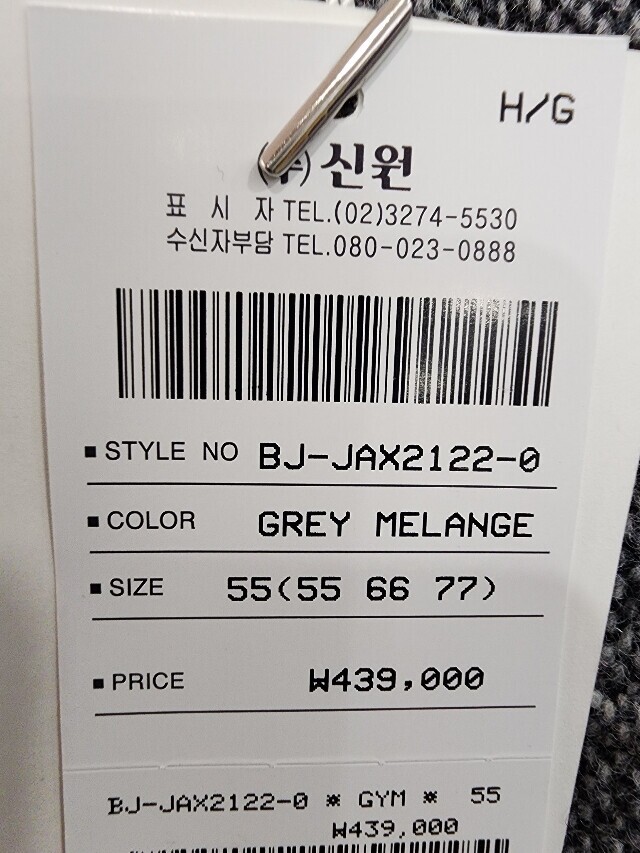 H/G
(주)신원
표 시 자 TEL.(02)3274-5530
수신자부담 TEL.080-023-0888
■ STYLE NO BJ-JAX2122-0
■ COLOR GREY MELANGE
■ SIZE 55(55 66 77)
■ PRICE ₩439,000
BJ-JAX2122-0 * GYM * 55
₩439,000